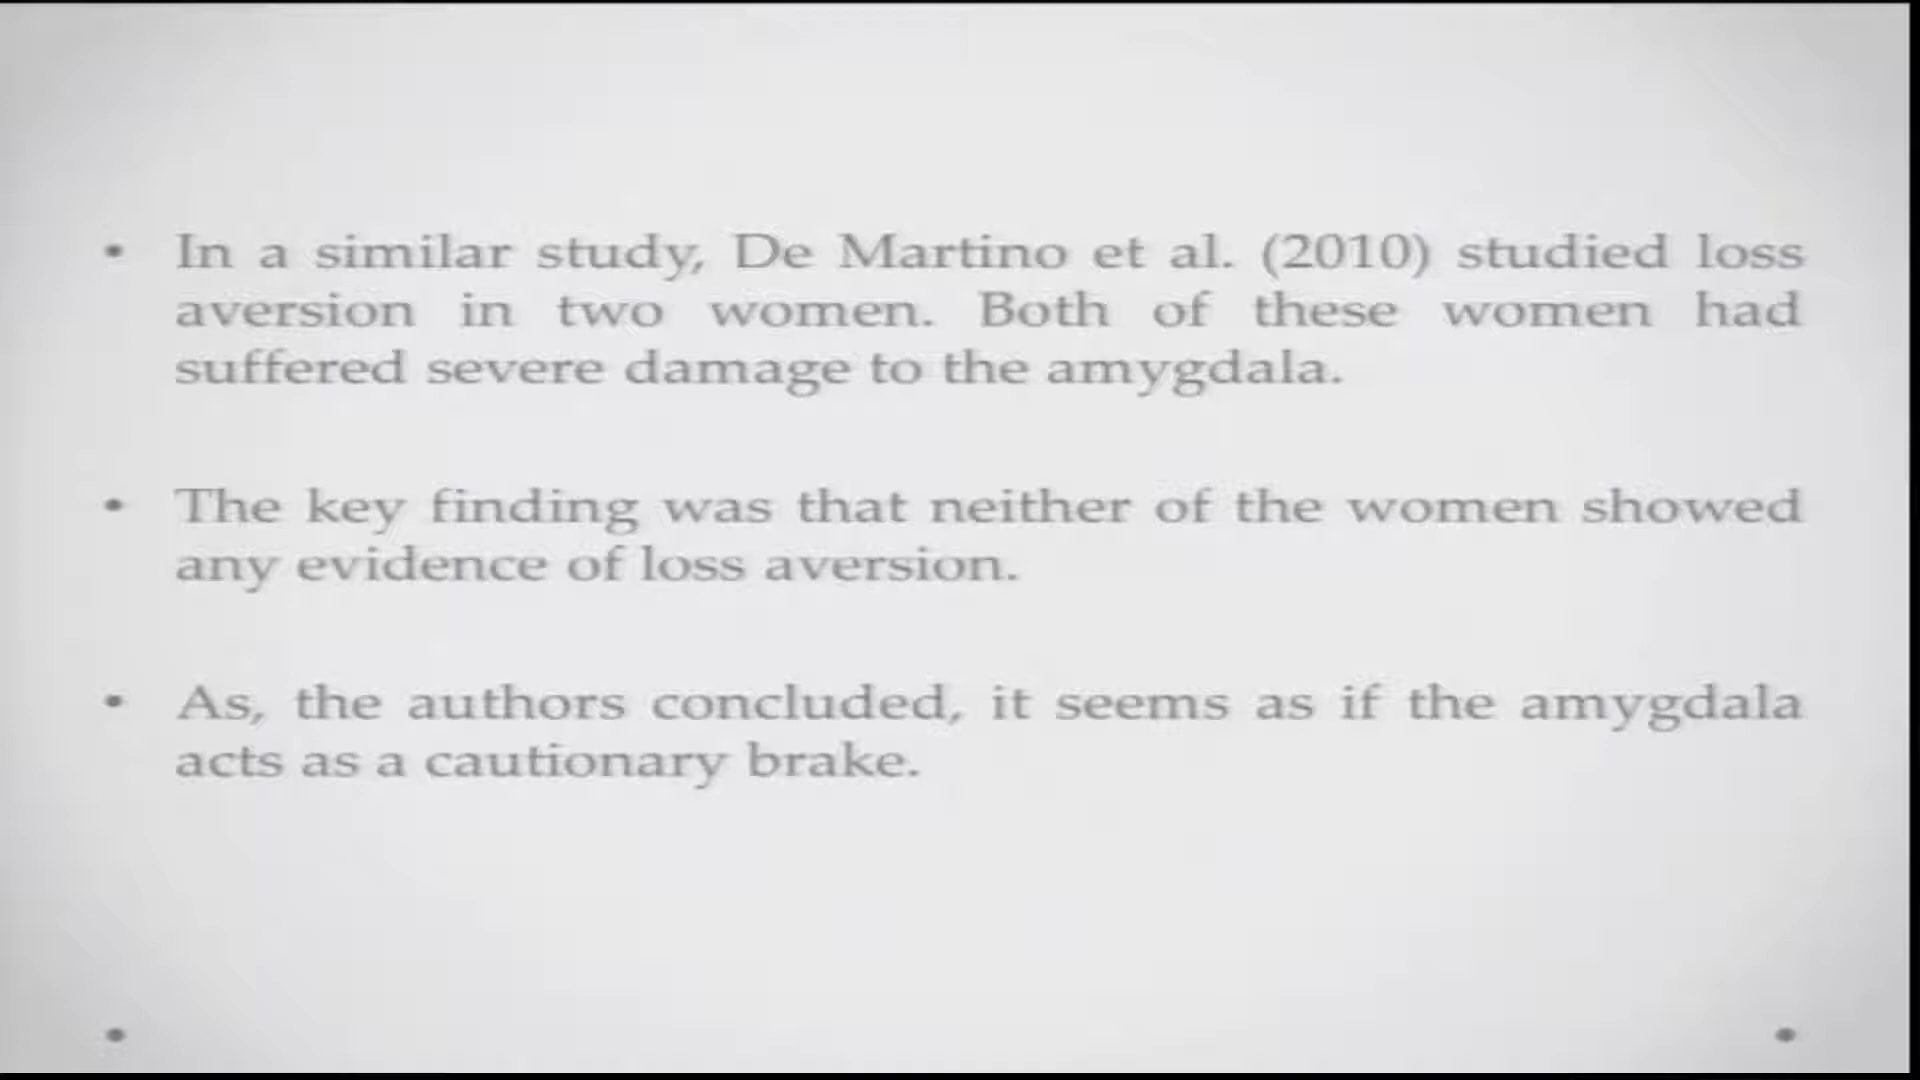 • In a similar study, De Martino et al. (2010) studied loss
aversion in two women. Both of these women had
suffered severe damage to the amygdala.
• The key finding was that neither of the women showed
any evidence of loss aversion.
• As, the authors concluded, it seems as if the amygdala
acts as a cautionary brake.